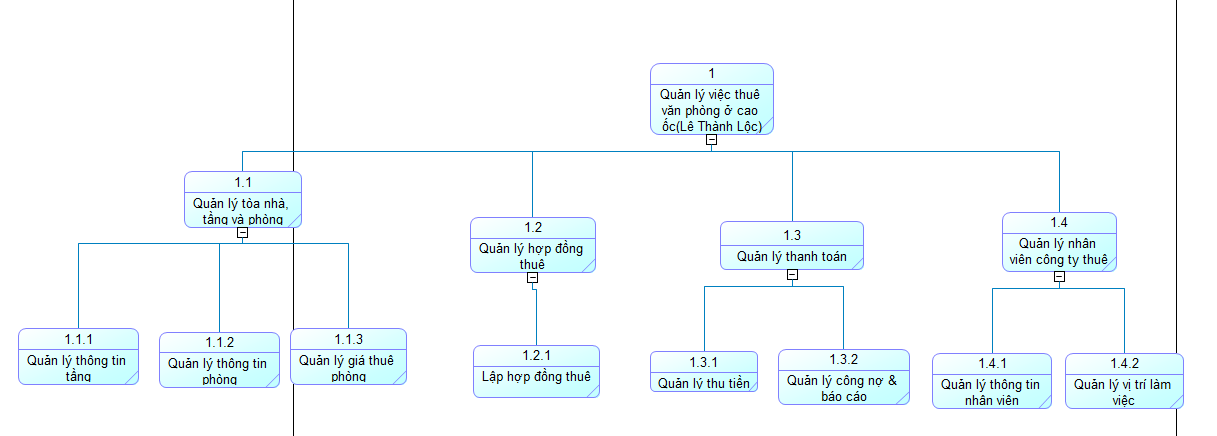 1
Quản lý việc thuê
văn phòng ở cao
ốc(Lê Thành Lộc)
1.1
Quản lý tòa nhà,
tầng và phòng
1.2
Quản lý hợp đồng
thuê
1.3
Quản lý thanh toán
1.4
Quản lý nhân
viên công ty thuê
1.1.1
Quản lý thông tin
tầng
1.1.2
Quản lý thông tin
phòng
1.1.3
Quản lý giá thuê
phòng
1.2.1
Lập hợp đồng thuê
1.3.1
Quản lý thu tiền
1.3.2
Quản lý công nợ &
báo cáo
1.4.1
Quản lý thông tin
nhân viên
1.4.2
Quản lý vị trí làm
việc